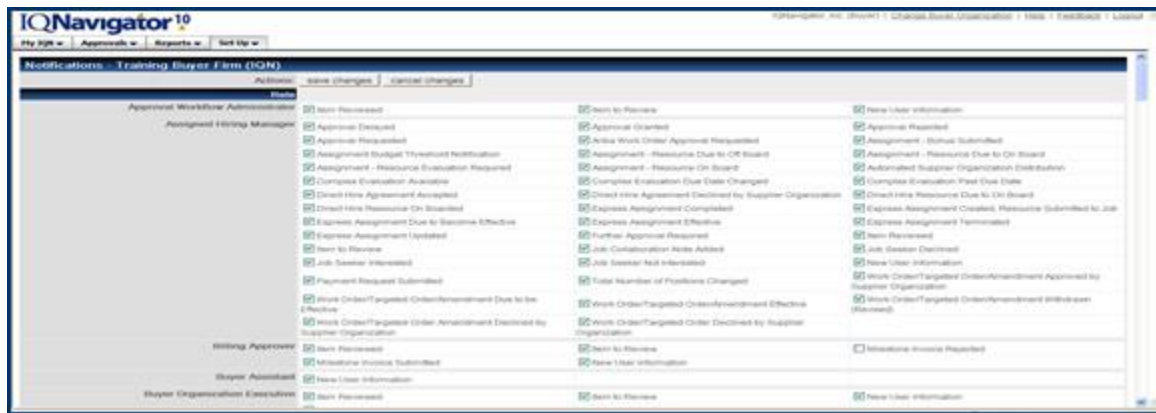 IQNavigator 10
IQNavigator, Inc. (Buyer) | Change Buyer Organization | Help | Feedback | Logout
My IQN Approvals Reports Set Up
Notifications - Training Buyer Firm (IQN)
Actions: save changes cancel changes
Role
Approval Workflow Administrator Item Reviewed Item to Review New User Information
Assigned Hiring Manager Approval Delayed Approval Granted Approval Rejected
Approval Requested Ariba Work Order Approval Requested Assignment - Bonus Submitted
Assignment Budget Threshold Notification Assignment - Resource Due to Off Board Assignment - Resource Due to On Board
Assignment - Resource Evaluation Required Assignment - Resource On Board Automated Supplier Organization Distribution
Complex Evaluation Available Complex Evaluation Due Date Changed Complex Evaluation Past Due Date
Direct Hire Agreement Accepted Direct Hire Agreement Declined by Supplier Organization Direct Hire Resource Due to On Board
Direct Hire Resource On Boarded Express Assignment Completed Express Assignment Created, Resource Submitted to Job
Express Assignment Due to Become Effective Express Assignment Effective Express Assignment Terminated
Express Assignment Updated Further Approval Required Item Reviewed
Item to Review Job Collaboration Note Added Job Seeker Declined
Job Seeker Interested Job Seeker Not Interested New User Information
Payment Request Submitted Total Number of Positions Changed Work Order/Targeted Order/Amendment Approved by Supplier Organization
Work Order/Targeted Order/Amendment Due to be Effective Work Order/Targeted Order/Amendment Effective Work Order/Targeted Order/Amendment Withdrawn (Revised)
Work Order/Targeted Order Amendment Declined by Supplier Organization Work Order/Targeted Order Declined by Supplier Organization
Billing Approver Item Reviewed Item to Review Milestone Invoice Rejected
Milestone Invoice Submitted New User Information
Buyer Assistant New User Information
Buyer Organization Executive Item Reviewed Item to Review New User Information